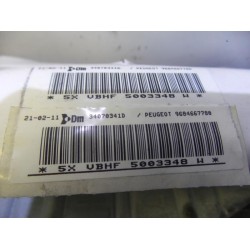 * 5X VBHF 5003348 W *
21-02-11 Dm 34070341D / PEUGEOT 9684667780
* 5X VBHF 5003348 W *